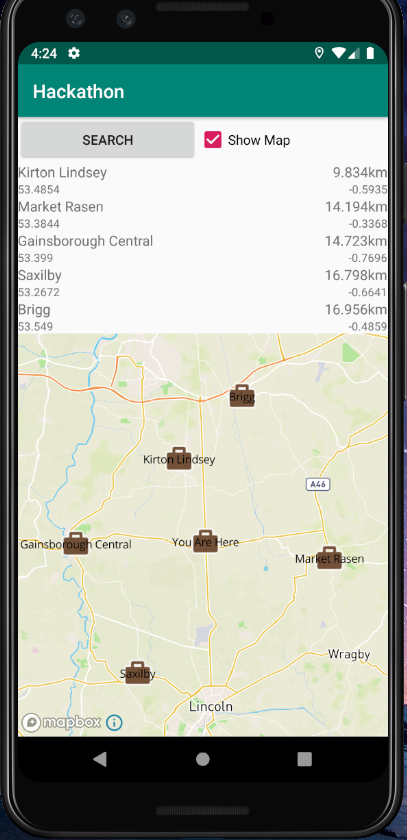 4:24
Hackathon
SEARCH Show Map
Kirton Lindsey 9.834km
53.4854 -0.5935
Market Rasen 14.194km
53.3844 -0.3368
Gainsborough Central 14.723km
53.399 -0.7696
Saxilby 16.798km
53.2672 -0.6641
Brigg 16.956km
53.549 -0.4859
Brigg
Kirton Lindsey
A46
Gainsborough Central You Are Here
Market Rasen
Wragby
Saxilby
Lincoln
mapbox